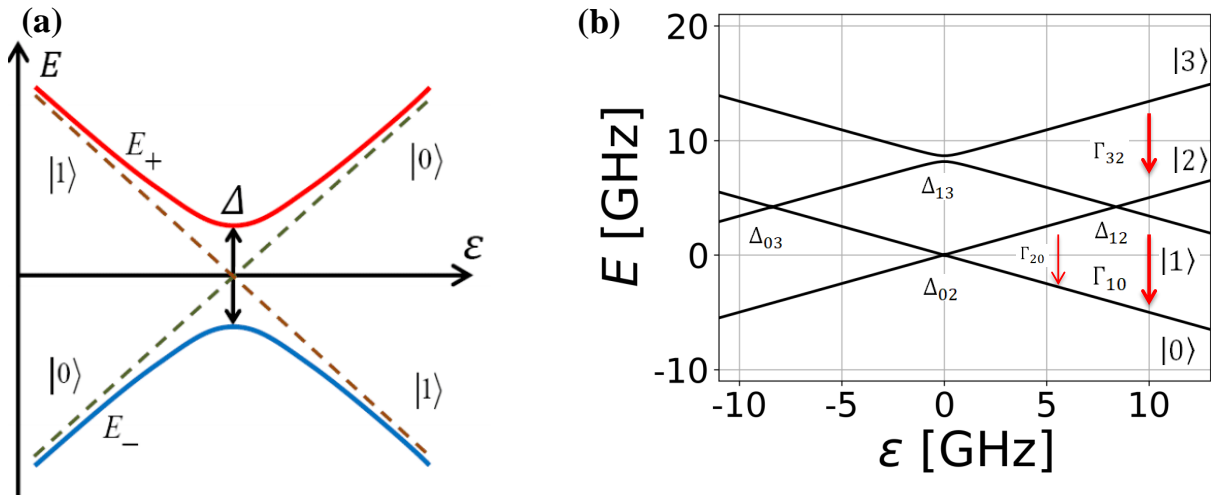 (a)
E
E₊
Δ
|1⟩
|0⟩
ε
|0⟩
E₋
|1⟩
(b)
20
10
0
-10
E [GHz]
|3⟩
Γ₃₂
|2⟩
Δ₁₃
Δ₀₃
Δ₁₂
Γ₂₀
|1⟩
Γ₁₀
Δ₀₂
|0⟩
-10 -5 0 5 10
ε [GHz]